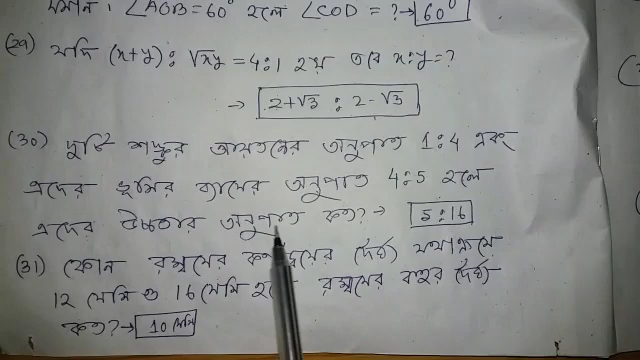 সমান। ∠AOB=60° হলে ∠COD = ?→ 60°
(29) যদি (x+y) : √xy = 4:1 হয় তবে x:y=?
→ 2+√3 : 2-√3
(30) দুটি শঙ্কুর আয়তনের অনুপাত 1:4 এবং
এদের ভূমির ব্যাসের অনুপাত 4:5 হলে
এদের উচ্চতার অনুপাত কত?→ 5:16
(31) কোন রম্বসের কর্ণদ্বয়ের দৈর্ঘ্য যথাক্রমে
12 সেমি ও 16 সেমি হলে রম্বসের বাহুর দৈর্ঘ্য
কত?→ 10 সেমি